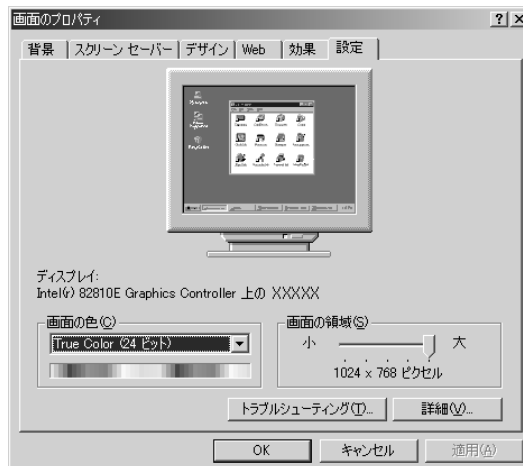 画面のプロパティ
背景 スクリーン セーバー デザイン Web 効果 設定
ディスプレイ:
Intel(r) 82810E Graphics Controller 上の XXXXX
画面の色(C) 画面の領域(S)
True Color (24 ビット) 小 大
1024 x 768 ピクセル
トラブルシューティング(T)... 詳細(V)...
OK キャンセル 適用(A)